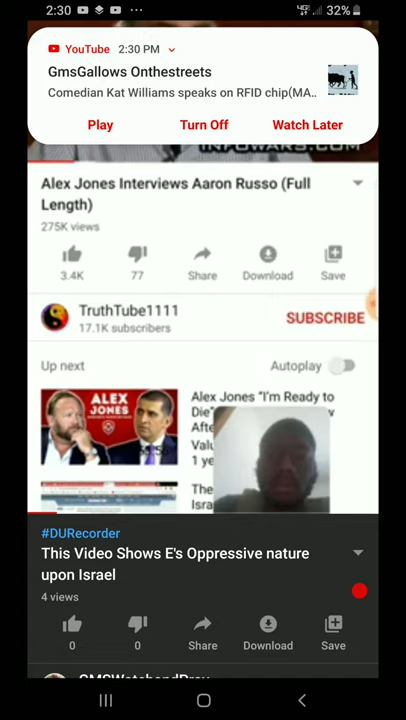 2:30
32%
YouTube 2:30 PM
GmsGallows Onthestreets
Comedian Kat Williams speaks on RFID chip(MA..
Play Turn Off Watch Later
INFOWARS.COM
Alex Jones Interviews Aaron Russo (Full
Length)
275K views
3.4K 77 Share Download Save
TruthTube1111
17.1K subscribers
SUBSCRIBE
Up next Autoplay
ALEX
JONES
Alex Jones "I'm Ready to
Die"
Afte
Valu
1 ye
The
Isra
#DURecorder
This Video Shows E's Oppressive nature
upon Israel
4 views
0 0 Share Download Save
GMSWatchandPray